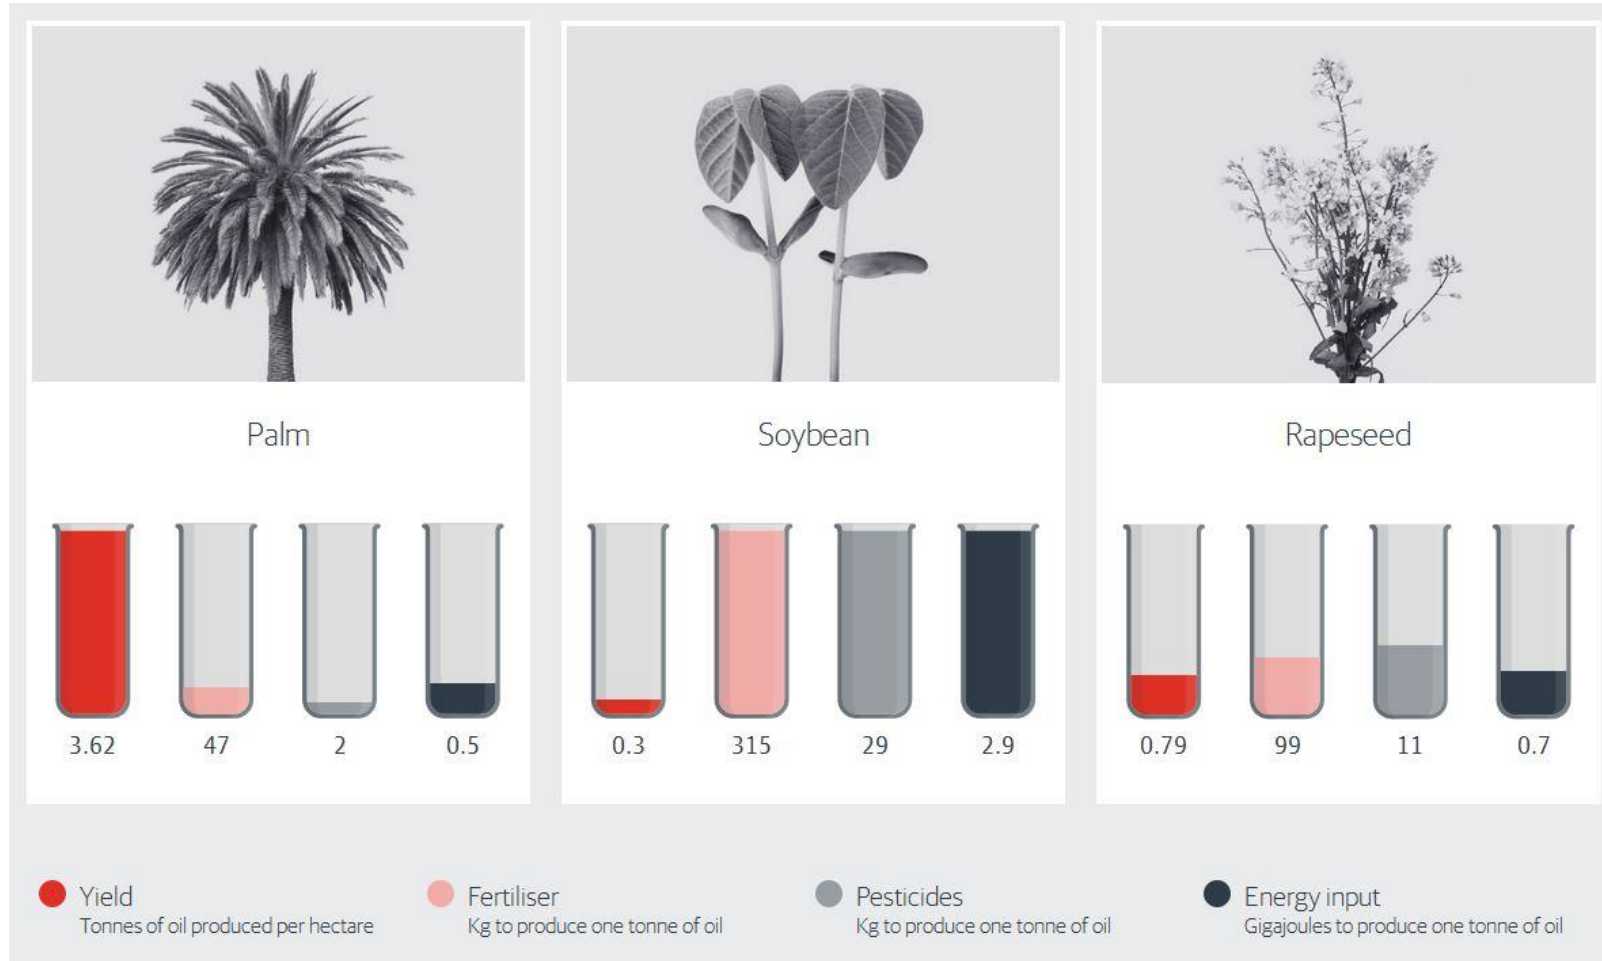 Palm
3.62 47 2 0.5
Soybean
0.3 315 29 2.9
Rapeseed
0.79 99 11 0.7
Yield
Tonnes of oil produced per hectare
Fertiliser
Kg to produce one tonne of oil
Pesticides
Kg to produce one tonne of oil
Energy input
Gigajoules to produce one tonne of oil